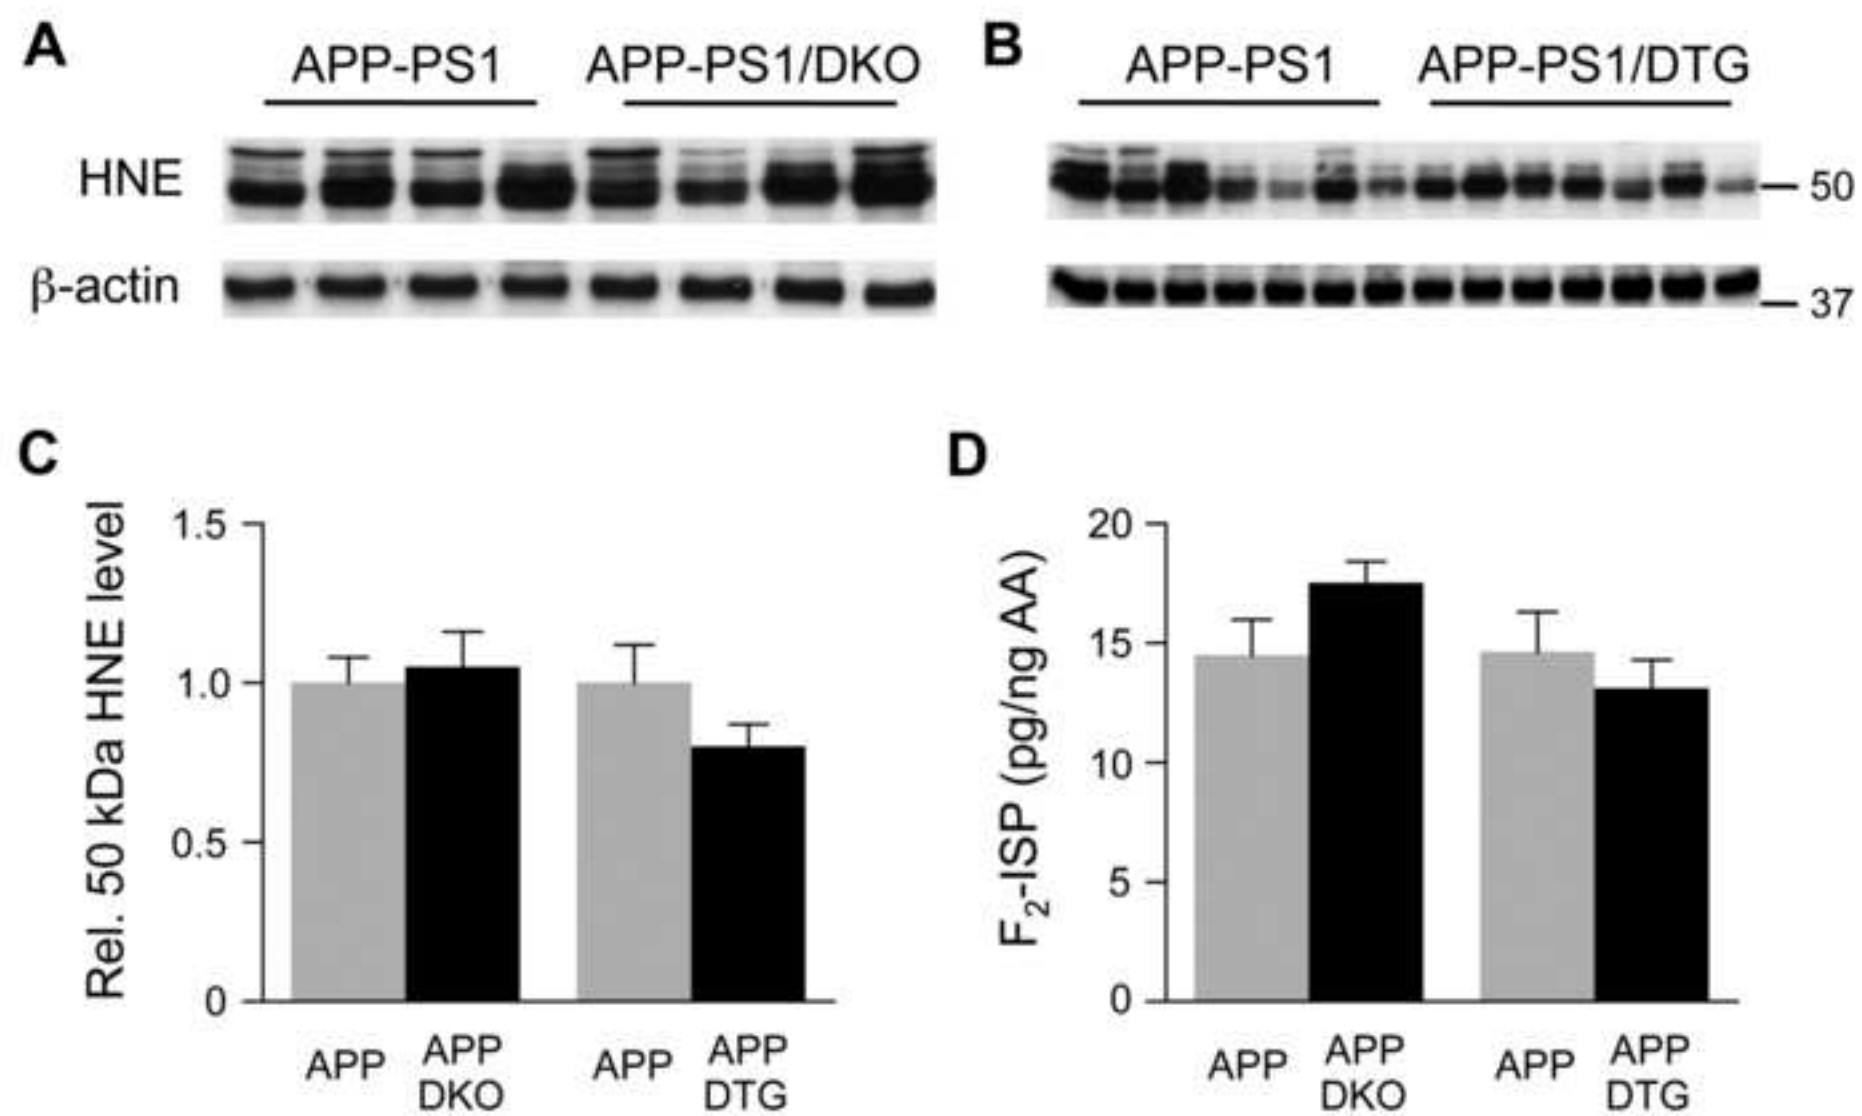 A
APP-PS1 APP-PS1/DKO
HNE
β-actin
B
APP-PS1 APP-PS1/DTG
50
37
C
Rel. 50 kDa HNE level
1.5
1.0
0.5
0
APP APP DKO APP APP DTG
D
F₂-ISP (pg/ng AA)
20
15
10
5
0
APP APP DKO APP APP DTG